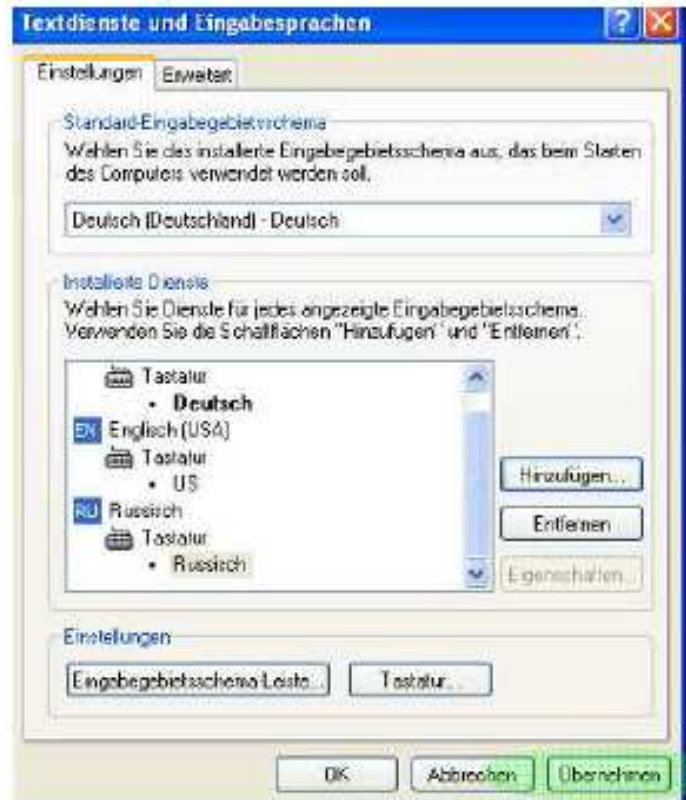 Textdienste und Eingabesprachen
Einstellungen Erweitert
Standard-Eingabegebietsschema
Wählen Sie das installierte Eingabegebietsschema aus, das beim Starten
des Computers verwendet werden soll.
Deutsch (Deutschland) - Deutsch
Installierte Dienste
Wählen Sie Dienste für jedes angezeigte Eingabegebietsschema.
Verwenden Sie die Schaltflächen "Hinzufügen" und "Entfernen".
Tastatur
• Deutsch
EN Englisch (USA)
Tastatur
• US
RU Russisch
Tastatur
• Russisch
Hinzufügen...
Entfernen
Eigenschaften...
Einstellungen
Eingabegebietsschema-Leiste... Tastatur...
OK Abbrechen Übernehmen